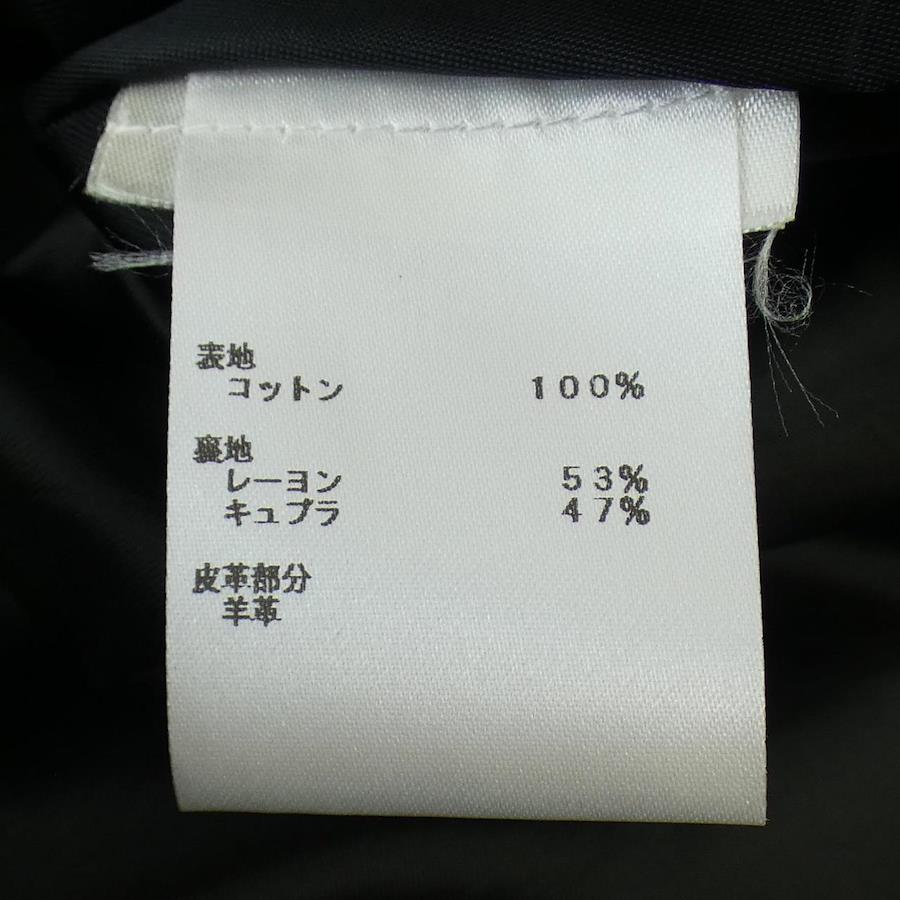 表地
コットン 100%
裏地
レーヨン 53%
キュプラ 47%
皮革部分
羊革